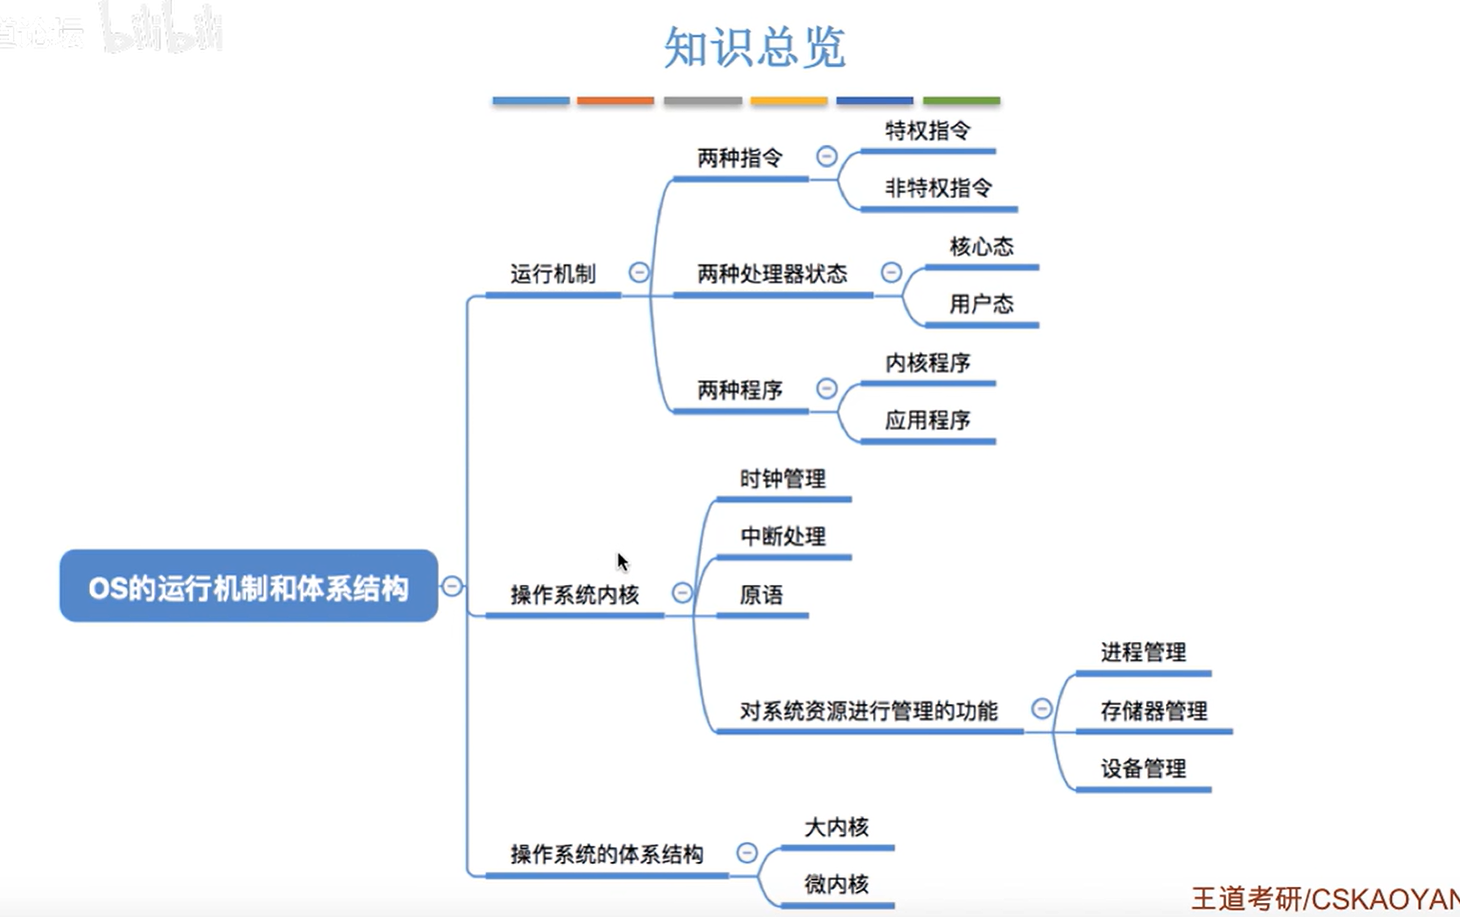 道论坛 bilibili
知识总览
特权指令
两种指令
非特权指令
核心态
运行机制
两种处理器状态
用户态
内核程序
两种程序
应用程序
时钟管理
中断处理
OS的运行机制和体系结构
操作系统内核
原语
进程管理
对系统资源进行管理的功能
存储器管理
设备管理
大内核
操作系统的体系结构
微内核
王道考研/CSKAOYAN